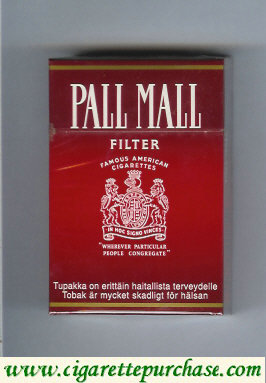 PALL MALL
FILTER
FAMOUS AMERICAN
CIGARETTES
IN HOC SIGNO VINCES
"WHEREVER PARTICULAR
PEOPLE CONGREGATE"
Tupakka on erittäin haitallista terveydelle
Tobak är mycket skadligt för hälsan
www.cigarettepurchase.com